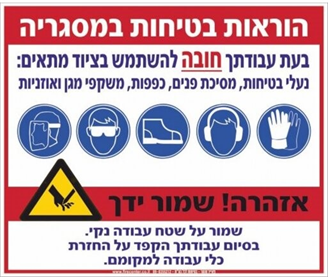 הוראות בטיחות במסגריה
בעת עבודתך חובה להשתמש בציוד מתאים:
נעלי בטיחות, מסיכת פנים, כפפות, משקפי מגן ואוזניות
אזהרה! שמור ידך
שמור על שטח עבודה נקי.
בסיום עבודתך הקפד על החזרת
כלי עבודה למקומם.